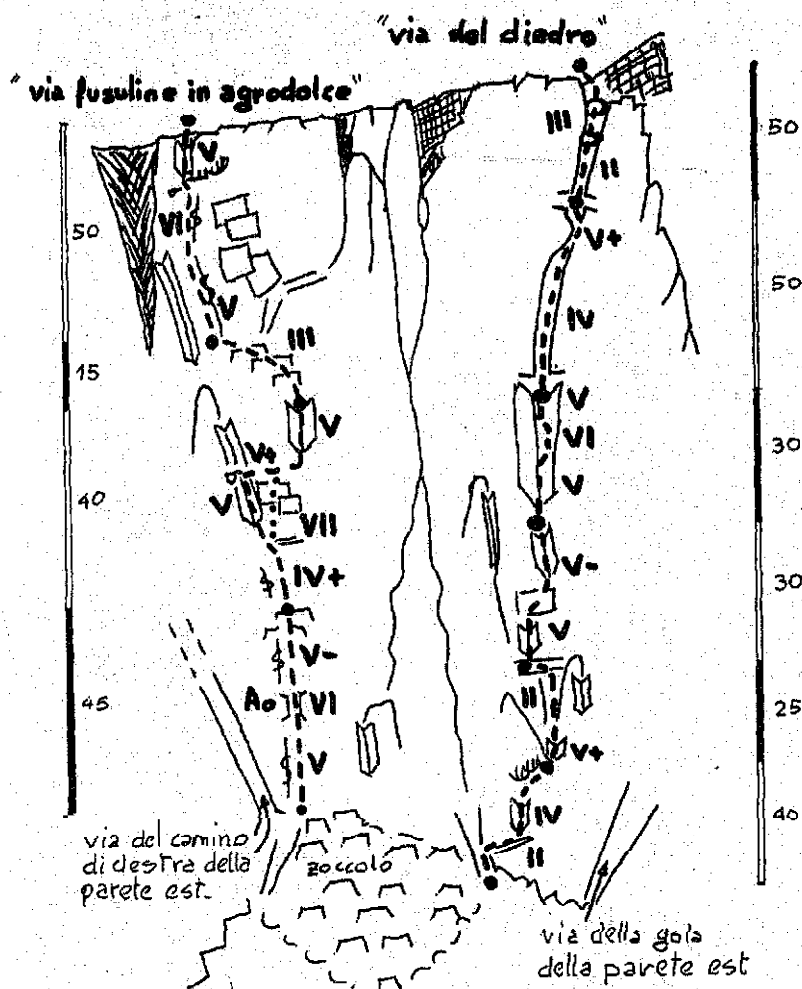 "via del diedro"
"via fusuline in agrodolce"
V
VI
V
III
V
V+
V
VII
IV+
V-
A0
VI
V
50
15
40
45
III
II
V+
IV
V
VI
V
V-
V
II
V+
IV
II
50
50
30
30
25
40
via del camino
di destra della
parete est.
zoccolo
via della gola
della parete est